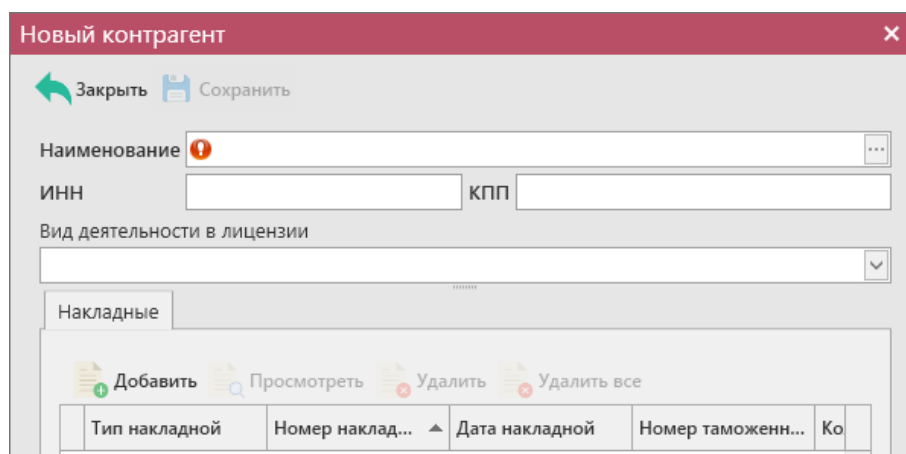 Новый контрагент
Закрыть Сохранить
Наименование
ИНН КПП
Вид деятельности в лицензии
Накладные
Добавить Просмотреть Удалить Удалить все
Тип накладной Номер наклад... Дата накладной Номер таможенн... Ко